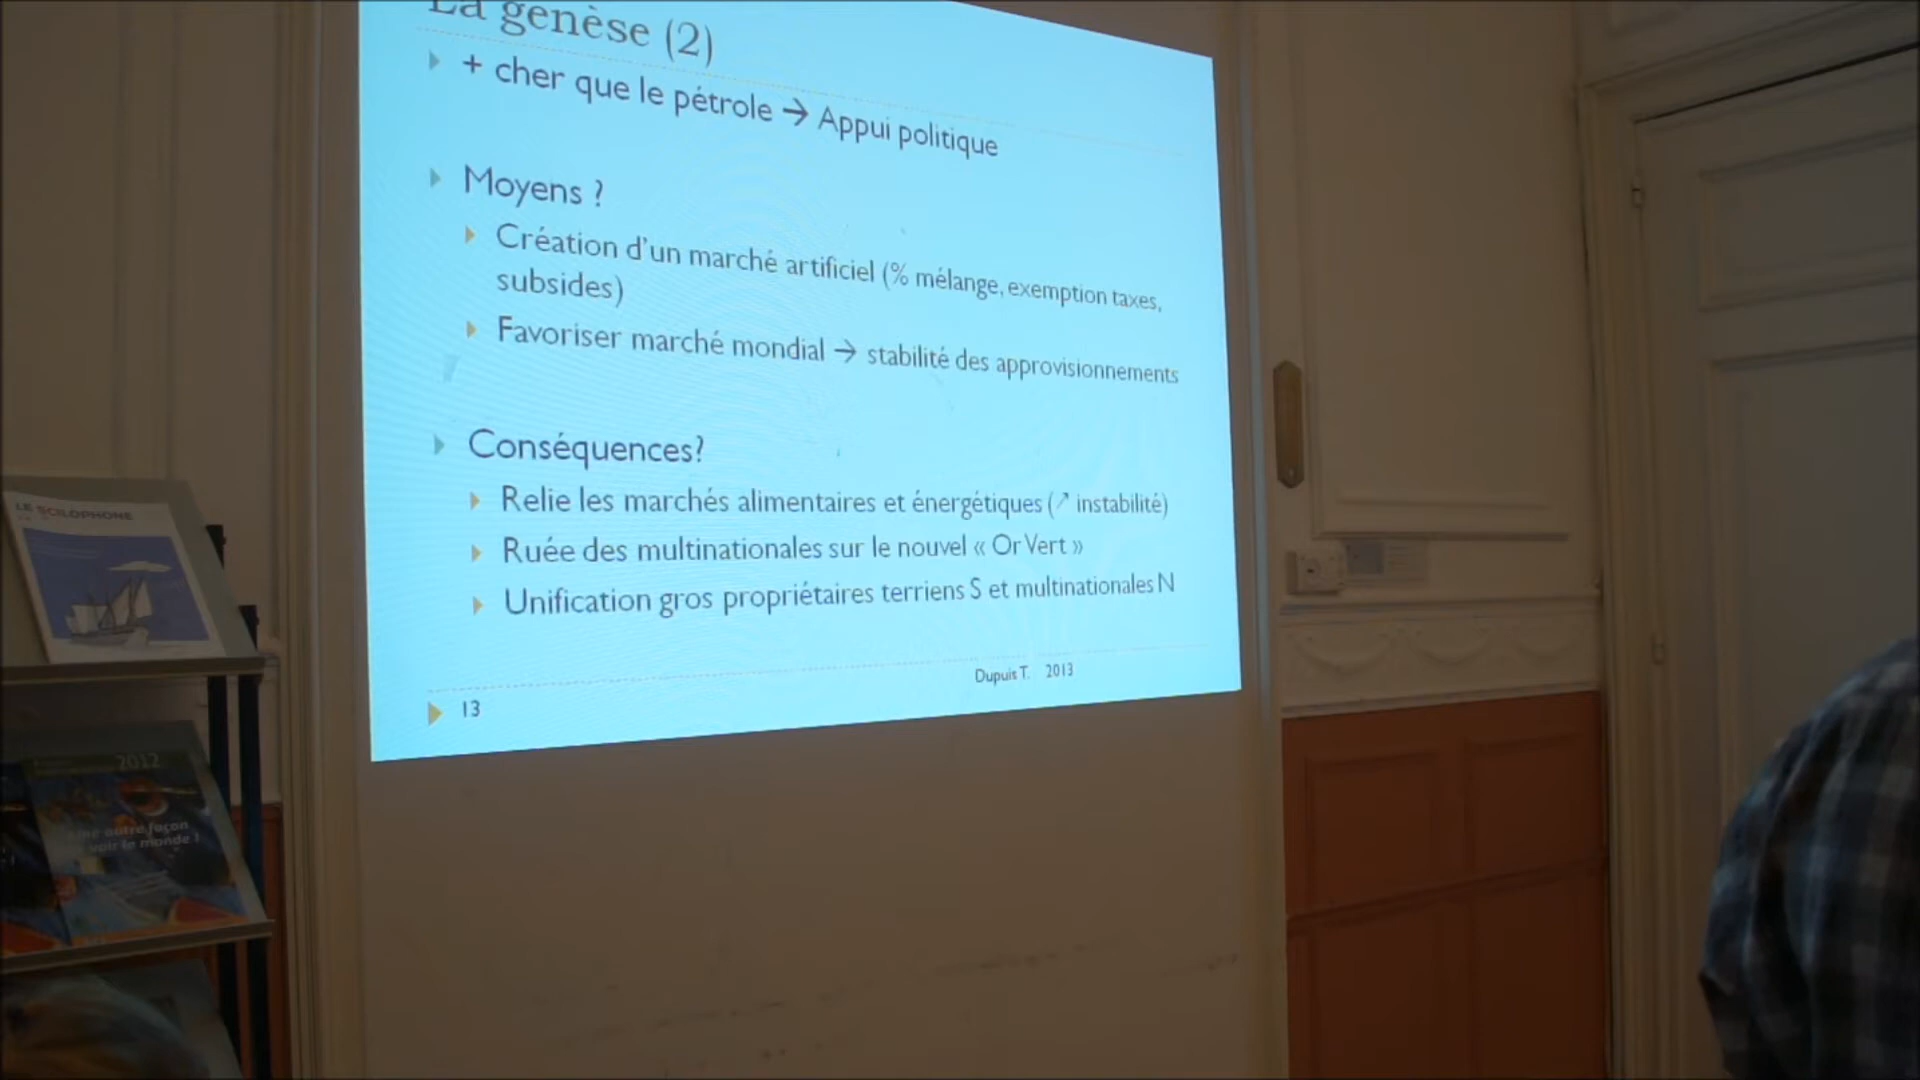 La genèse (2)
+ cher que le pétrole → Appui politique
Moyens ?
Création d'un marché artificiel (% mélange, exemption taxes,
subsides)
Favoriser marché mondial → stabilité des approvisionnements
Conséquences?
Relie les marchés alimentaires et énergétiques (↗ instabilité)
Ruée des multinationales sur le nouvel « Or Vert »
Unification gros propriétaires terriens S et multinationales N
Dupuis T. 2013
13
LE SCILOPHONE
2012
Une autre façon
voir le monde !